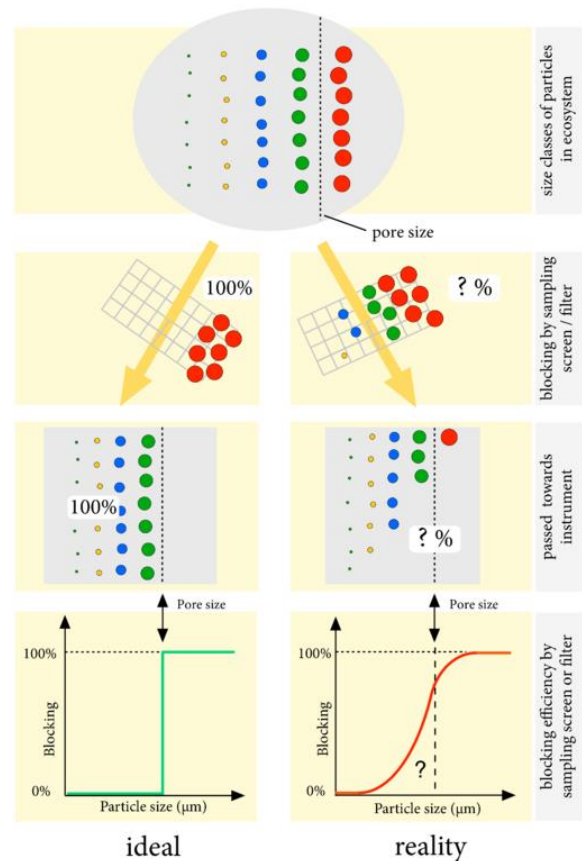 size classes of particles
in ecosystem
pore size
100%
? %
blocking by sampling
screen / filter
100%
? %
passed towards
instrument
Pore size
Pore size
100%
Blocking
0%
Particle size (μm)
100%
Blocking
?
0%
Particle size (μm)
blocking efficiency by
sampling screen or filter
ideal
reality